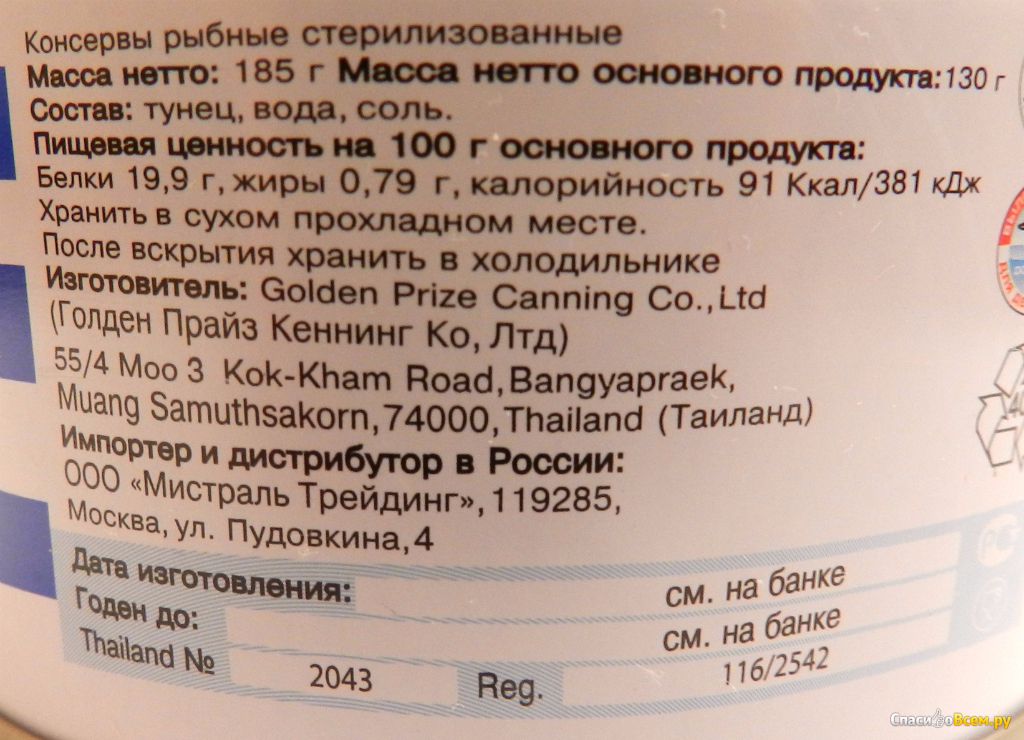 Консервы рыбные стерилизованные
Масса нетто: 185 г Масса нетто основного продукта: 130 г
Состав: тунец, вода, соль.
Пищевая ценность на 100 г основного продукта:
Белки 19,9 г, жиры 0,79 г, калорийность 91 Ккал/381 кДж
Хранить в сухом прохладном месте.
После вскрытия хранить в холодильнике
Изготовитель: Golden Prize Canning Co., Ltd
(Голден Прайз Кеннинг Ко, Лтд)
55/4 Moo 3 Kok-Kham Road, Bangyapraek,
Muang Samuthsakorn, 74000, Thailand (Таиланд)
Импортер и дистрибутор в России:
ООО «Мистраль Трейдинг», 119285,
Москва, ул. Пудовкина, 4
Дата изготовления: см. на банке
Годен до: см. на банке
Thailand № 2043 Reg. 116/2542
СпасибоВсем.ру